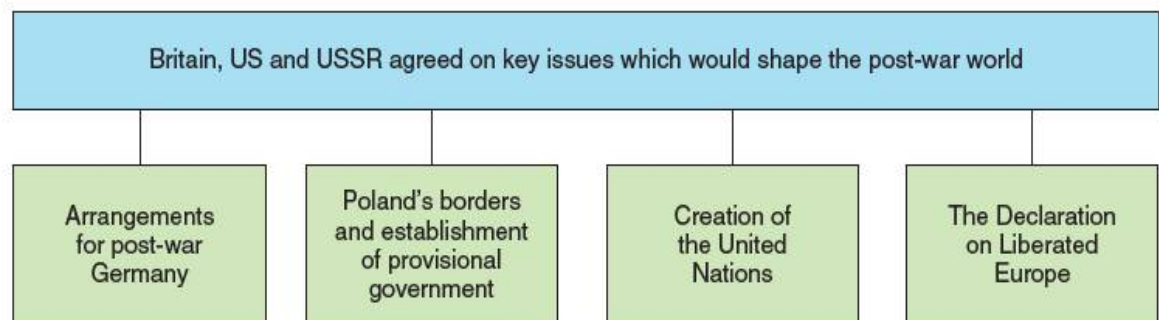 Britain, US and USSR agreed on key issues which would shape the post-war world
Arrangements
for post-war
Germany
Poland's borders
and establishment
of provisional
government
Creation of
the United
Nations
The Declaration
on Liberated
Europe